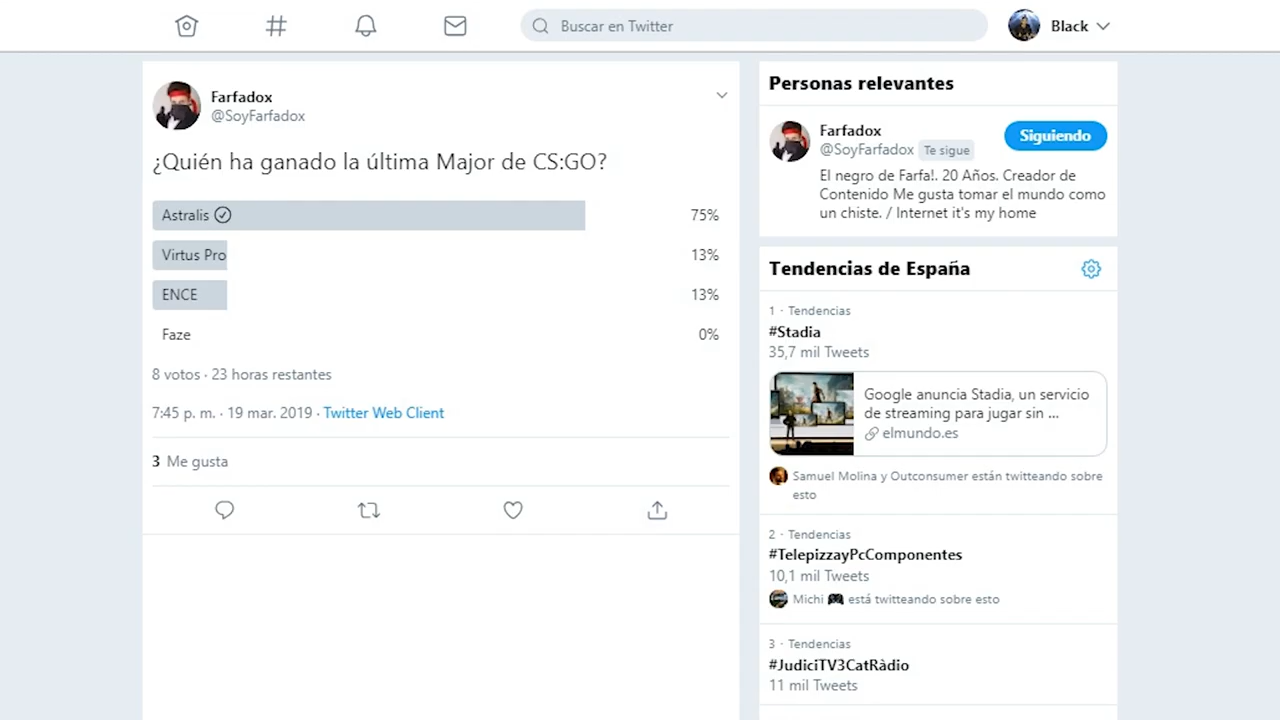 Buscar en Twitter
Black
Farfadox
@SoyFarfadox
¿Quién ha ganado la última Major de CS:GO?
Astralis
75%
Virtus Pro
13%
ENCE
13%
Faze
0%
8 votos · 23 horas restantes
7:45 p. m. · 19 mar. 2019 · Twitter Web Client
3 Me gusta
Personas relevantes
Farfadox
@SoyFarfadox Te sigue
Siguiendo
El negro de Farfa!. 20 Años. Creador de
Contenido Me gusta tomar el mundo como
un chiste. / Internet it's my home
Tendencias de España
1 · Tendencias
#Stadia
35,7 mil Tweets
Google anuncia Stadia, un servicio
de streaming para jugar sin ...
elmundo.es
Samuel Molina y Outconsumer están twitteando sobre
esto
2 · Tendencias
#TelepizzayPcComponentes
10,1 mil Tweets
Michi 🎮 está twitteando sobre esto
3 · Tendencias
#JudiciTV3CatRàdio
11 mil Tweets